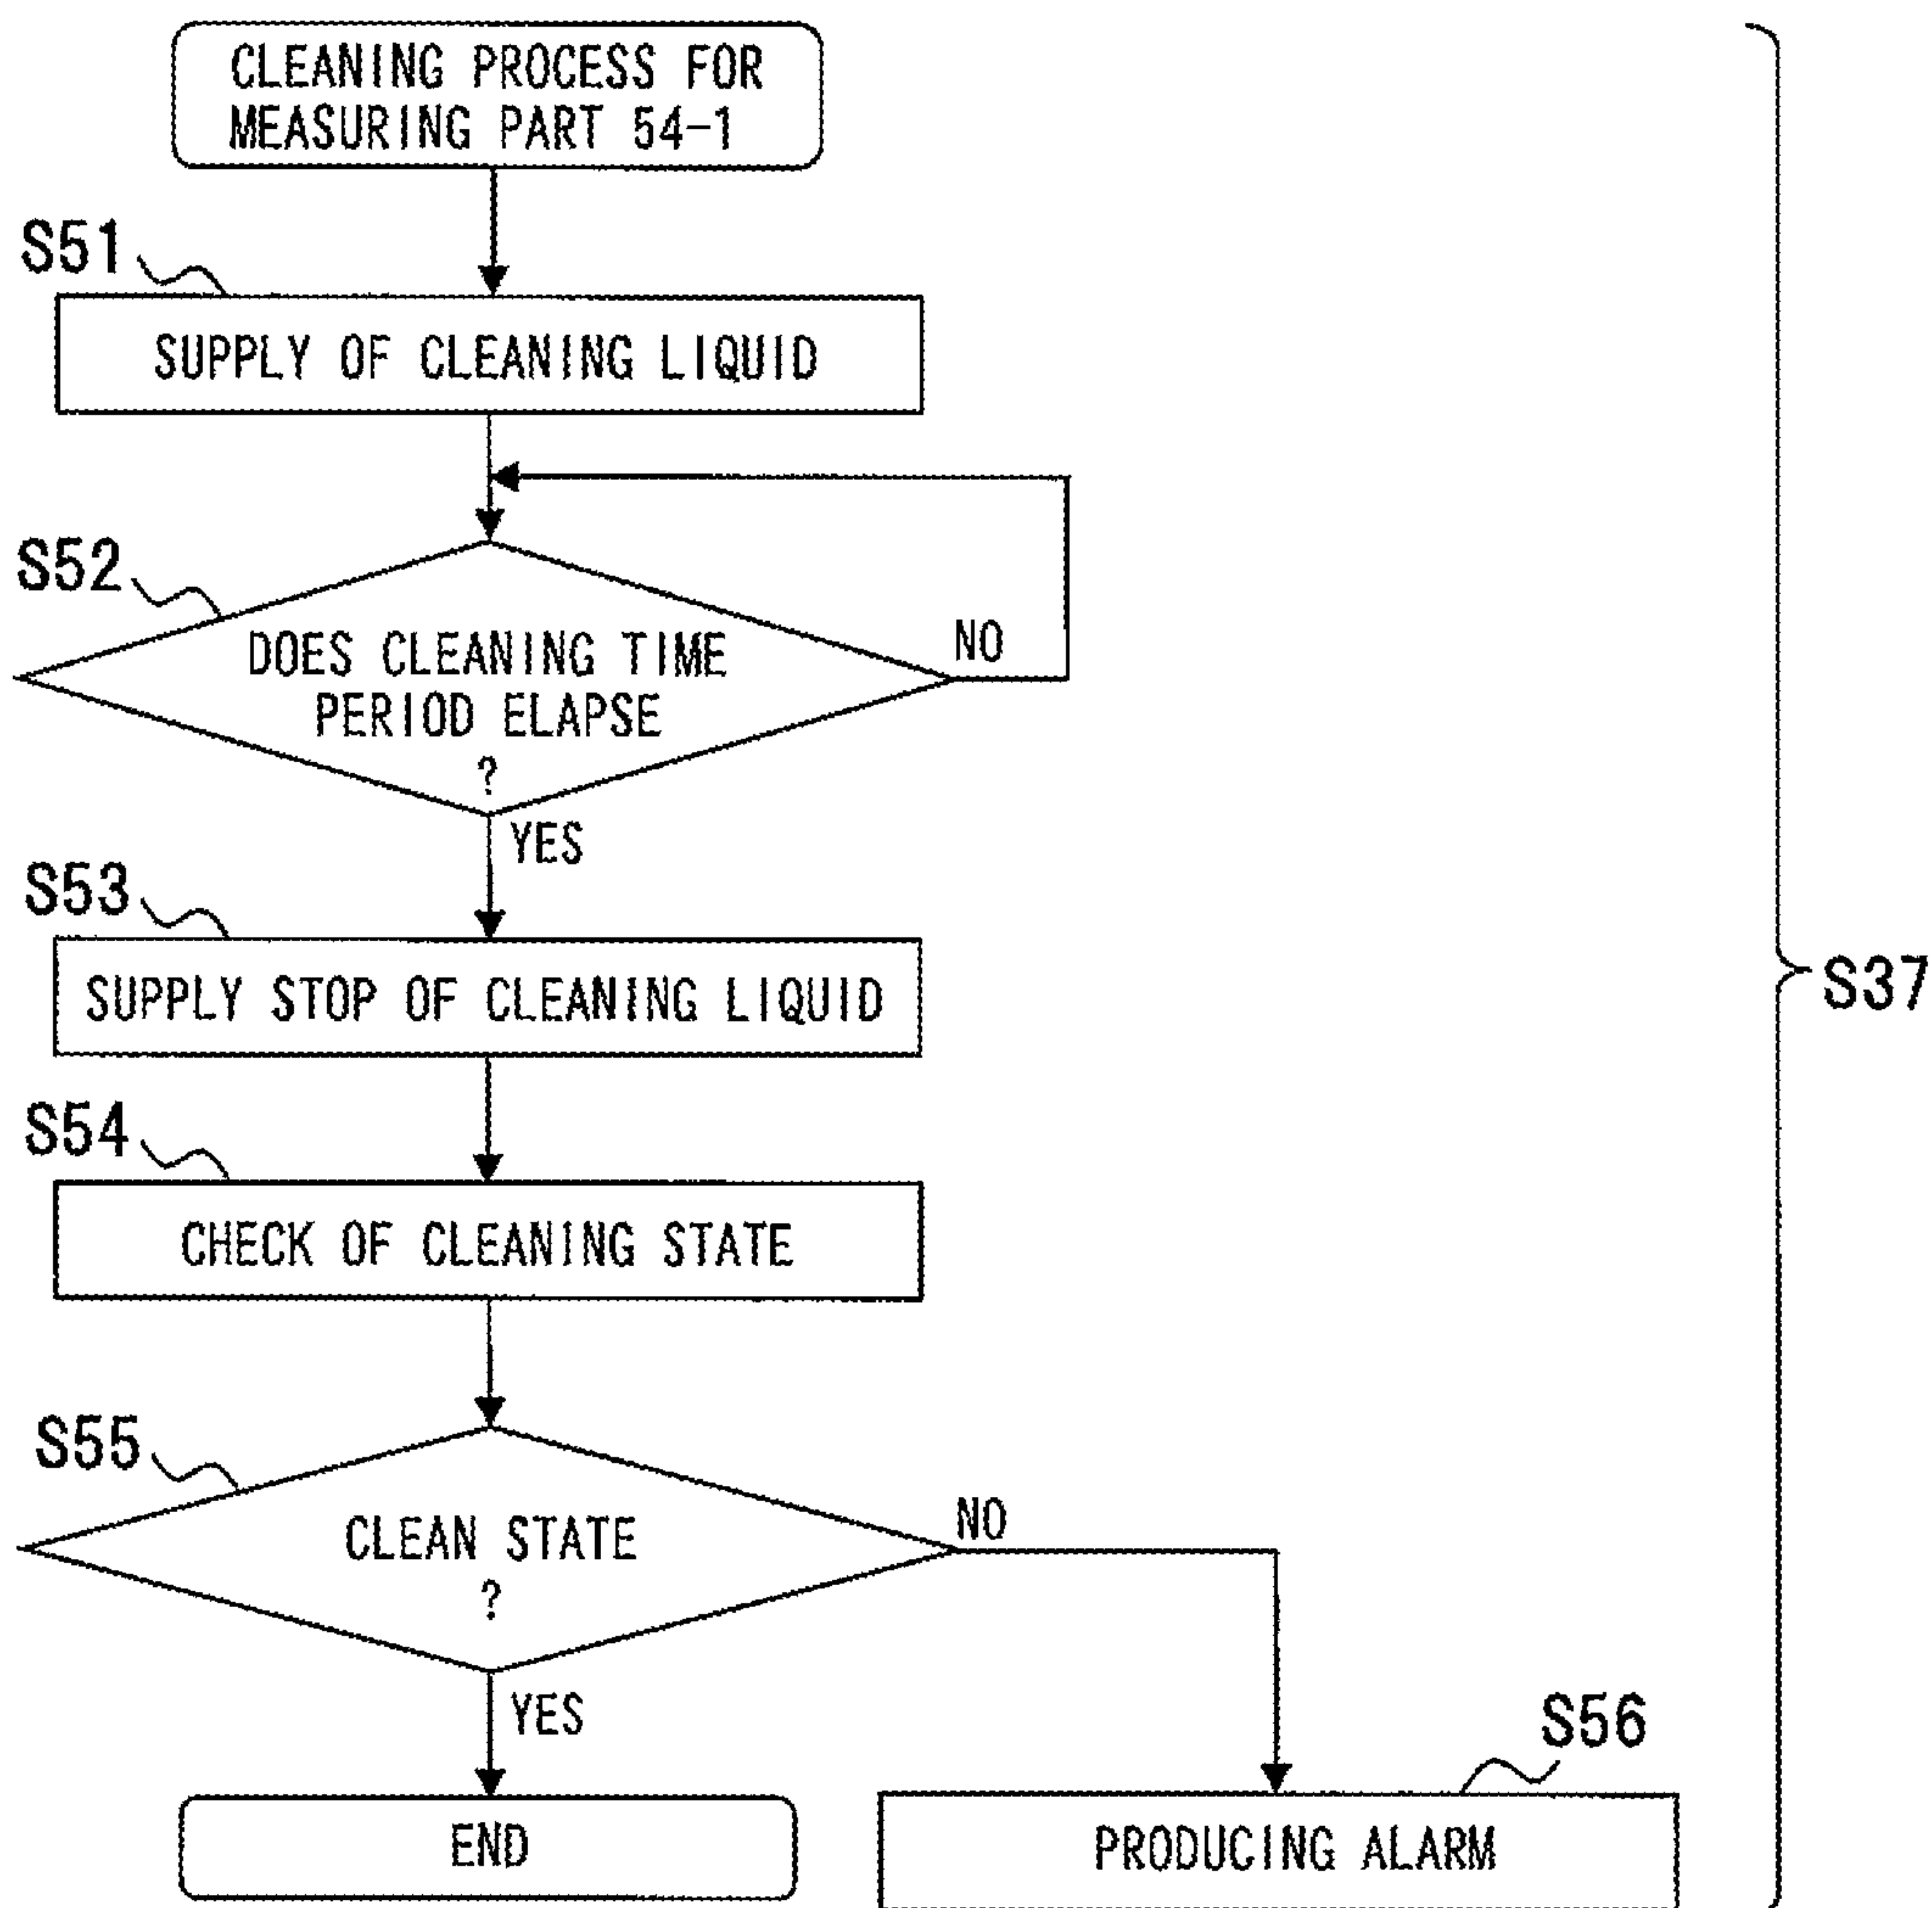 CLEANING PROCESS FOR
MEASURING PART 54-1
S51
SUPPLY OF CLEANING LIQUID
S52
DOES CLEANING TIME
PERIOD ELAPSE
?
NO
YES
S53
SUPPLY STOP OF CLEANING LIQUID
S37
S54
CHECK OF CLEANING STATE
S55
CLEAN STATE
?
NO
YES
S56
END
PRODUCING ALARM